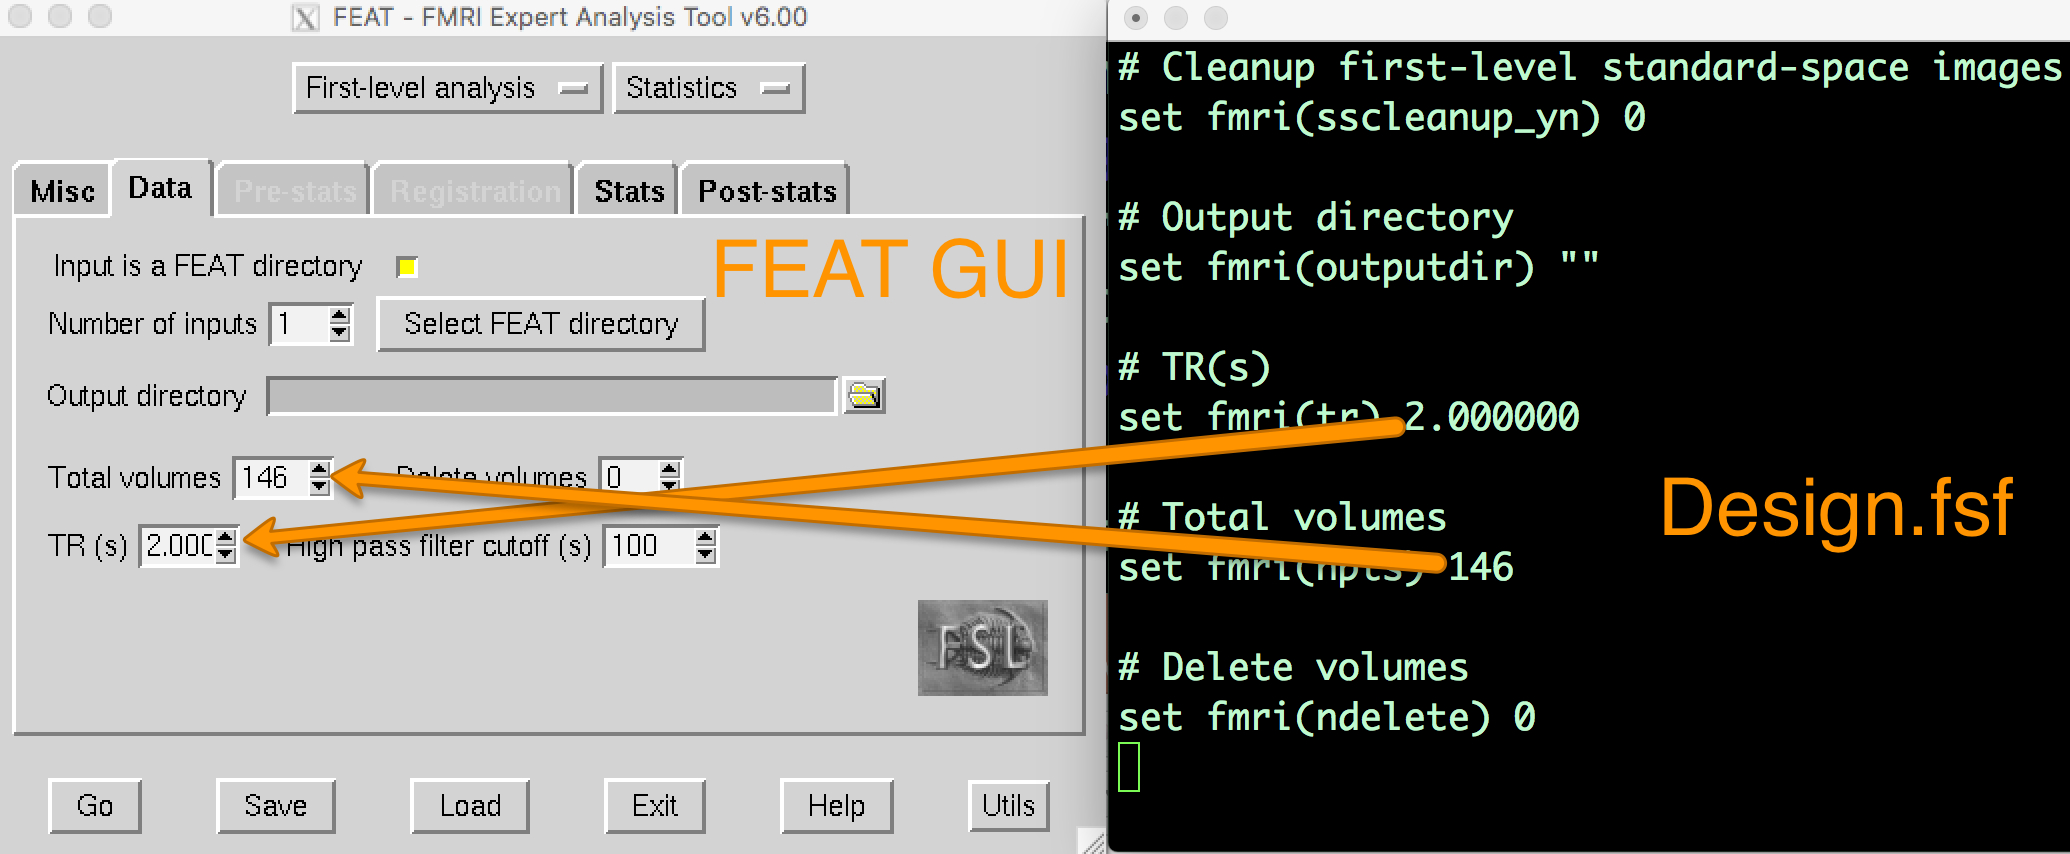 FEAT - FMRI Expert Analysis Tool v6.00
First-level analysis
Statistics
Misc
Data
Pre-stats
Registration
Stats
Post-stats
FEAT GUI
Input is a FEAT directory
Number of inputs 1
Select FEAT directory
Output directory
Total volumes 146
Delete volumes 0
TR (s) 2.000
High pass filter cutoff (s) 100
FSL
Go
Save
Load
Exit
Help
Utils
# Cleanup first-level standard-space images
set fmri(sscleanup_yn) 0
# Output directory
set fmri(outputdir) ""
# TR(s)
set fmri(tr) 2.000000
# Total volumes
set fmri(npts) 146
# Delete volumes
set fmri(ndelete) 0
Design.fsf